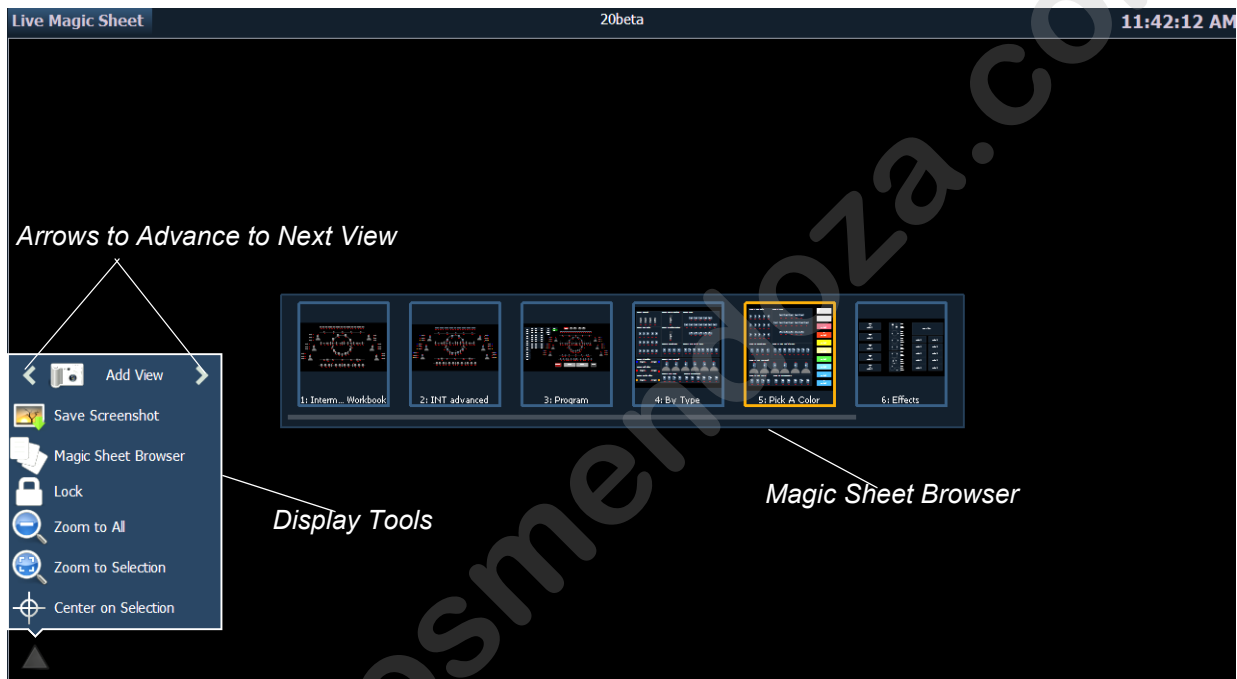 Live Magic Sheet
20beta
11:42:12 AM
Arrows to Advance to Next View
1: Interm... Workbook
2: INT advanced
3: Program
4: By Type
5: Pick A Color
6: Effects
Add View
Save Screenshot
Magic Sheet Browser
Lock
Zoom to All
Zoom to Selection
Center on Selection
Display Tools
Magic Sheet Browser
osmendoza.co